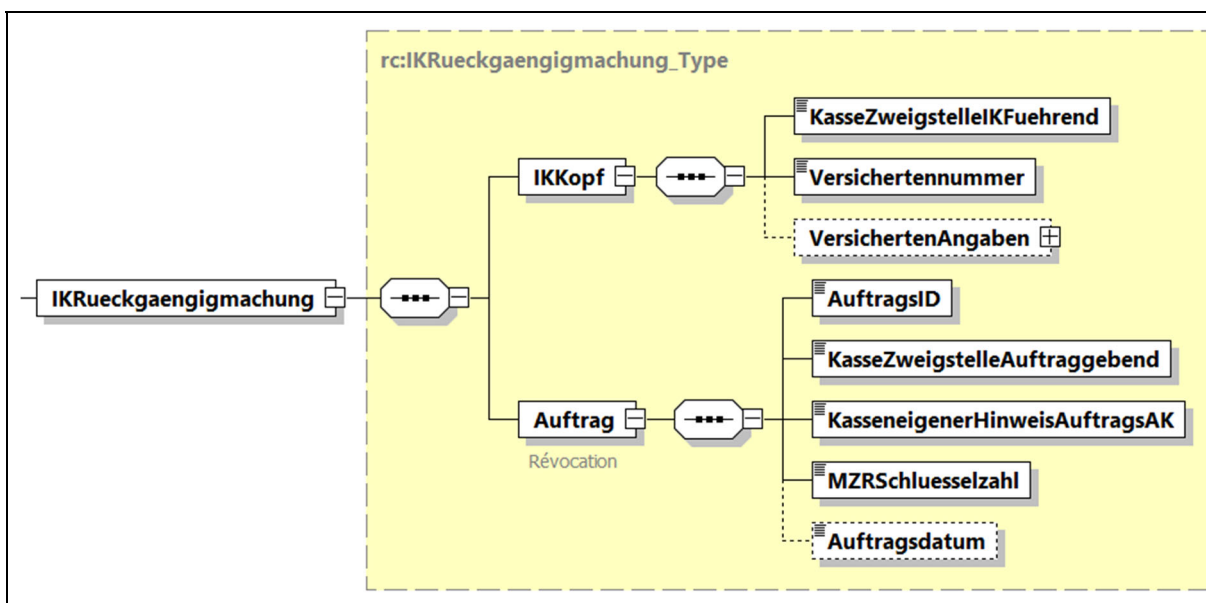 rc:IKRueckgaengigmachung_Type
IKRueckgaengigmachung
IKKopf
KasseZweigstelleIKFuehrend
Versichertennummer
VersichertenAngaben
Auftrag
Révocation
AuftragsID
KasseZweigstelleAuftraggebend
KasseneigenerHinweisAuftragsAK
MZRSchluesselzahl
Auftragsdatum